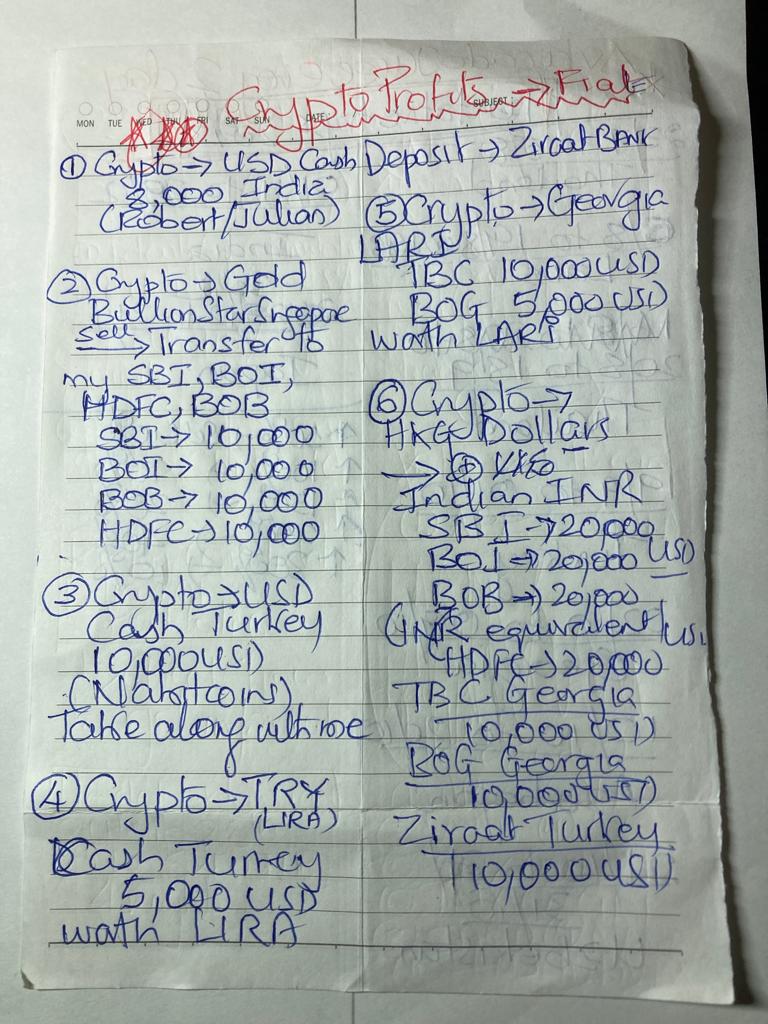 Crypto Profits → Fiat
MON TUE WED THU FRI SAT SUN DATE: SUBJECT:
① Crypto → USD Cash
$,000 India
(Robert/Julian)
② Crypto → Gold
BullionStar
Sell → Transfer to
my SBI, BOI,
HDFC, BOB
SBI → 10,000
BOI → 10,000
BOB → 10,000
HDFC → 10,000
③ Crypto → USD
Cash Turkey
10,000 USD
Take along with me
④ Crypto → TRY
(LIRA)
Cash Turkey
5,000 USD
worth LIRA
Deposit → Ziraat BANK
⑤ Crypto → Georgia
LARI
TBC 10,000 USD
BOG 5,000 USD
worth LARI
⑥ Crypto →
HKG Dollars
→
Indian INR
SBI → 20,000
BOI → 20,000 USD
BOB → 20,000
(INR equivalent/
HDFC → 20,000
TBC Georgia
10,000 USD
BOG Georgia
10,000 USD
Ziraat Turkey
10,000 USD